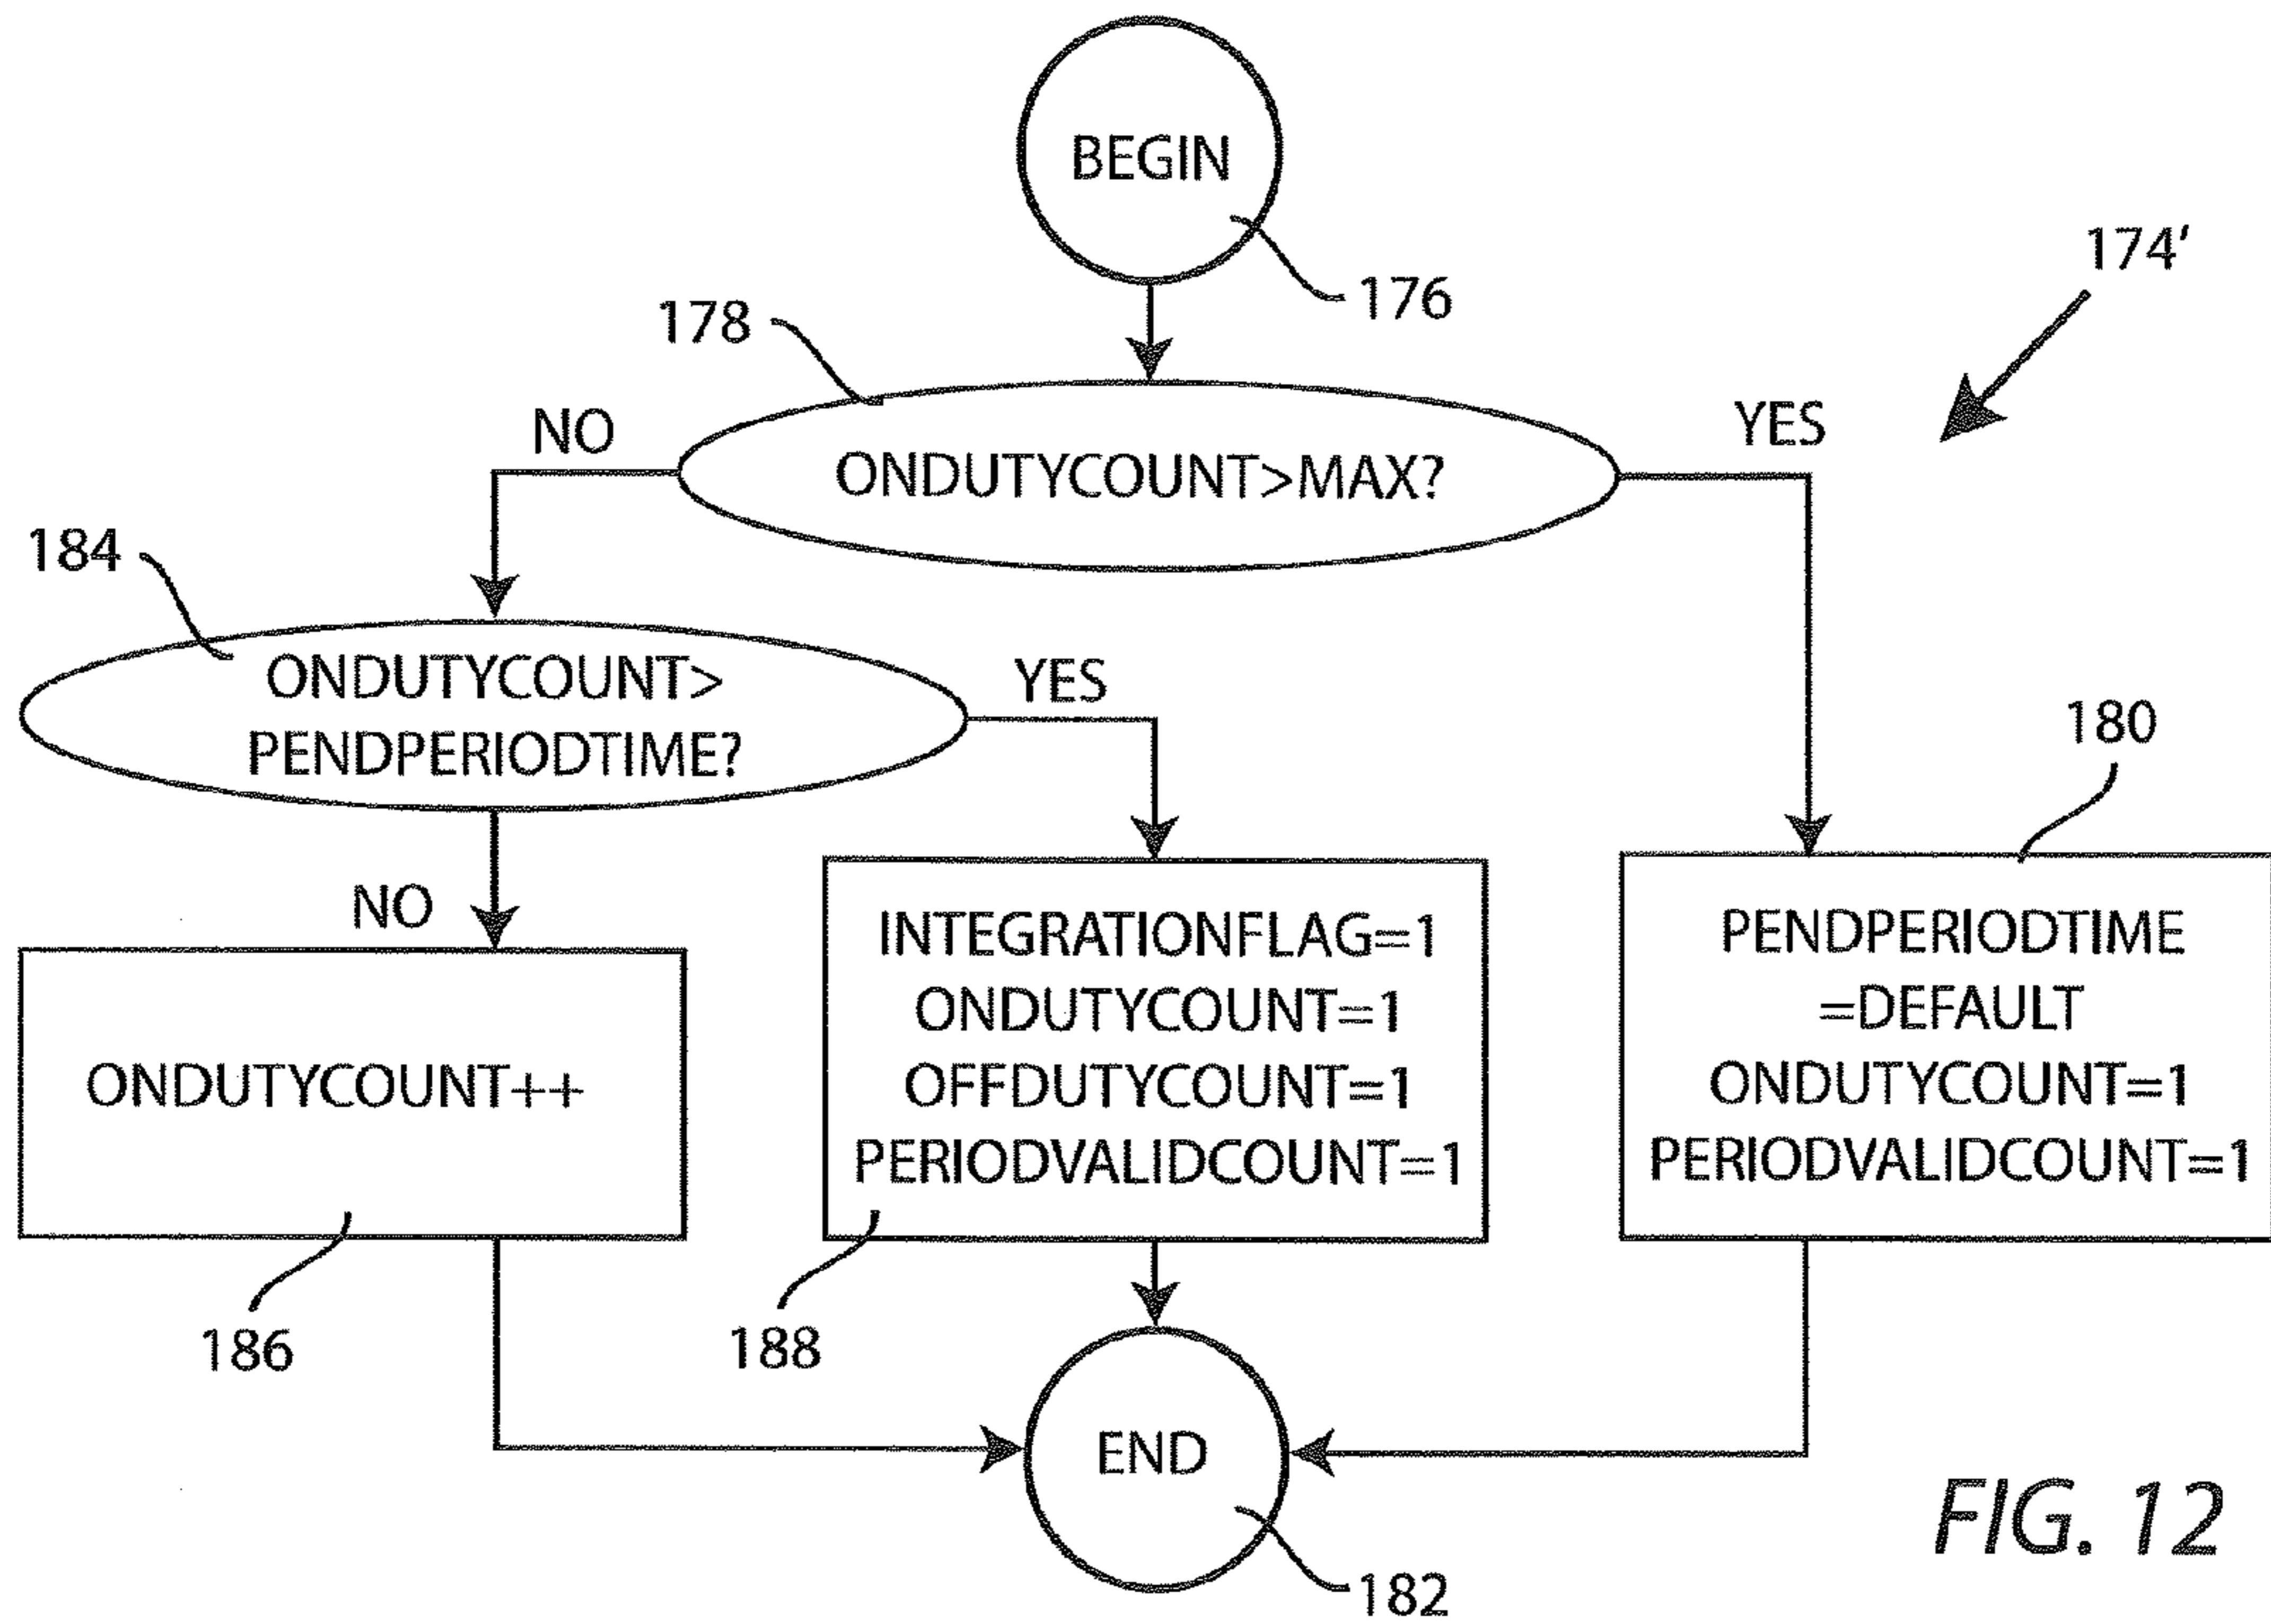 BEGIN
176
174'
178
NO
ONDUTYCOUNT>MAX?
YES
184
ONDUTYCOUNT>
PENDPERIODTIME?
YES
180
NO
ONDUTYCOUNT++
INTEGRATIONFLAG=1
ONDUTYCOUNT=1
OFFDUTYCOUNT=1
PERIODVALIDCOUNT=1
PENDPERIODTIME
=DEFAULT
ONDUTYCOUNT=1
PERIODVALIDCOUNT=1
186
188
END
182
FIG. 12